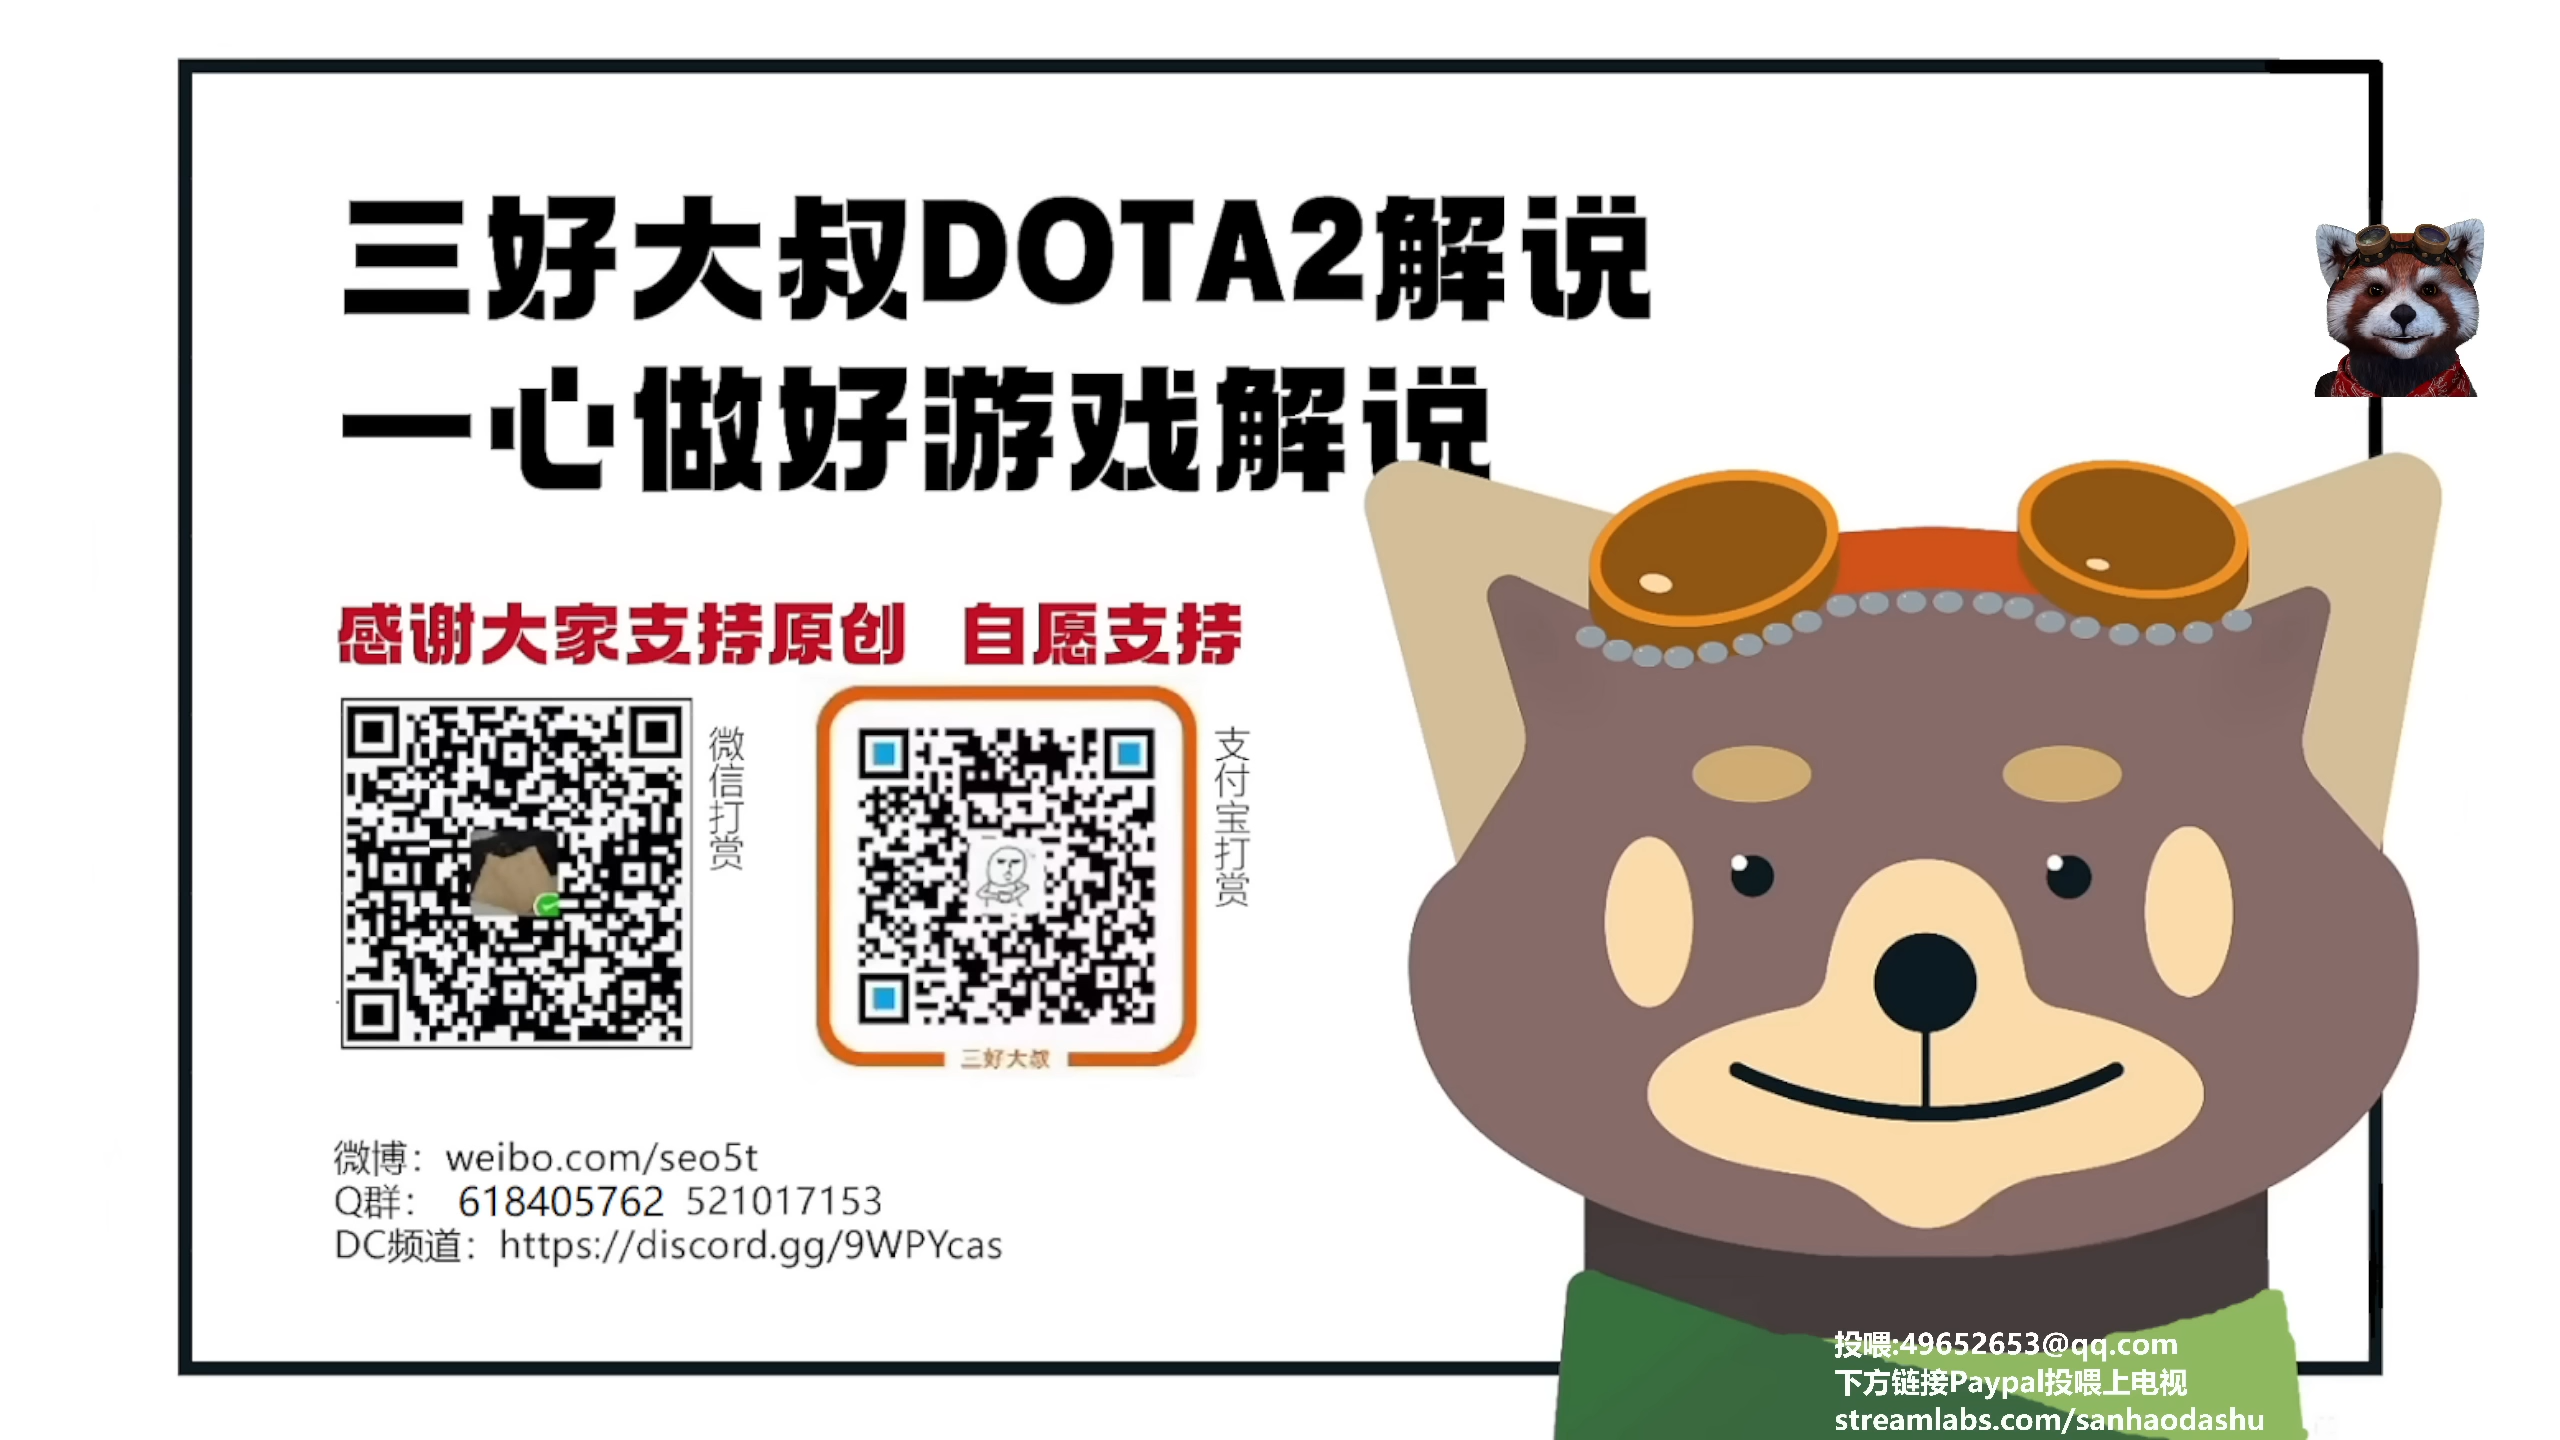 三好大叔DOTA2解说
一心做好游戏解说
感谢大家支持原创 自愿支持
微信打赏
支付宝打赏
三好大叔
微博：weibo.com/seo5t
Q群： 618405762 521017153
DC频道：https://discord.gg/9WPYcas
投喂:49652653@qq.com
下方链接Paypal投喂上电视
streamlabs.com/sanhaodashu